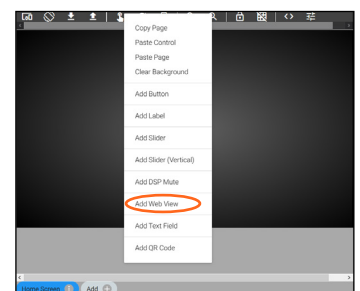 Copy Page
Paste Control
Paste Page
Clear Background
Add Button
Add Label
Add Slider
Add Slider (Vertical)
Add DSP Mute
Add Web View
Add Text Field
Add QR Code
Home Screen
Add